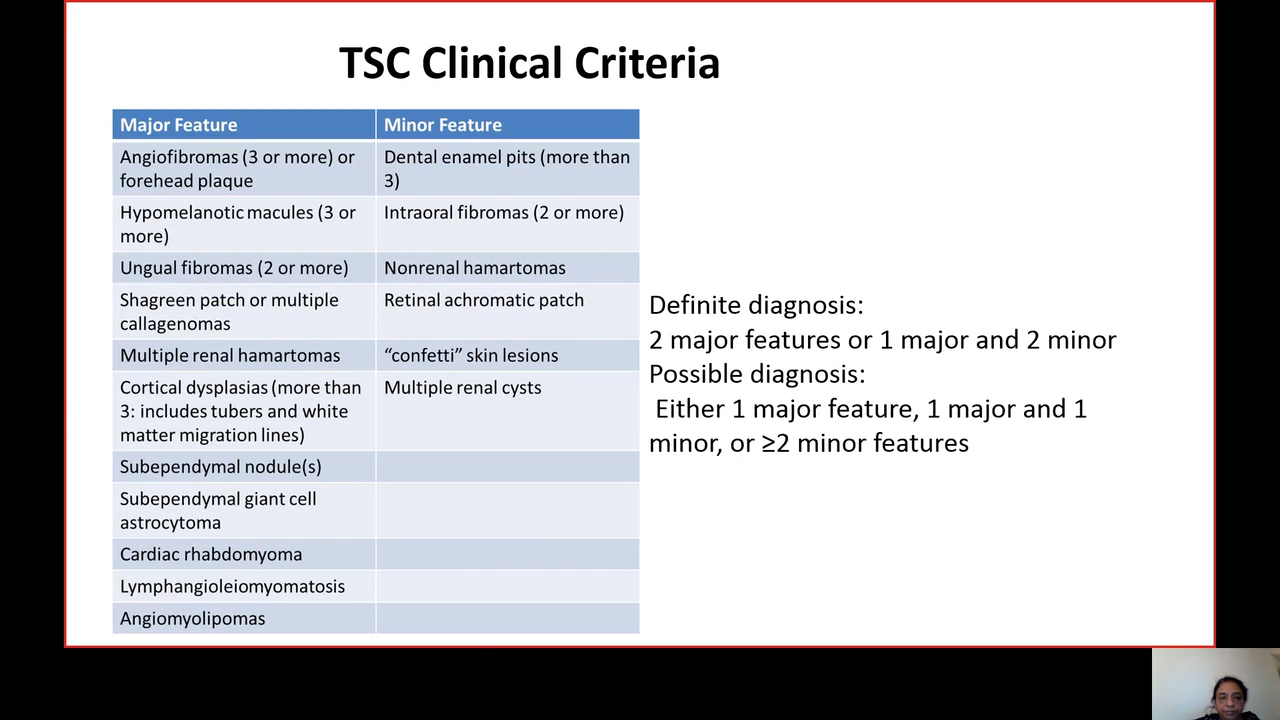 TSC Clinical Criteria
Major Feature
Minor Feature
Angiofibromas (3 or more) or
forehead plaque
Dental enamel pits (more than
3)
Hypomelanotic macules (3 or
more)
Intraoral fibromas (2 or more)
Ungual fibromas (2 or more)
Nonrenal hamartomas
Shagreen patch or multiple
callagenomas
Retinal achromatic patch
Multiple renal hamartomas
“confetti” skin lesions
Cortical dysplasias (more than
3: includes tubers and white
matter migration lines)
Multiple renal cysts
Subependymal nodule(s)
Subependymal giant cell
astrocytoma
Cardiac rhabdomyoma
Lymphangioleiomyomatosis
Angiomyolipomas
Definite diagnosis:
2 major features or 1 major and 2 minor
Possible diagnosis:
Either 1 major feature, 1 major and 1
minor, or ≥2 minor features